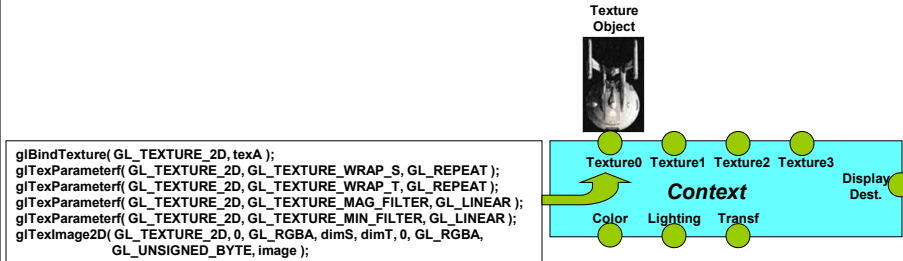 Texture
Object
glBindTexture( GL_TEXTURE_2D, texA );
glTexParameterf( GL_TEXTURE_2D, GL_TEXTURE_WRAP_S, GL_REPEAT );
glTexParameterf( GL_TEXTURE_2D, GL_TEXTURE_WRAP_T, GL_REPEAT );
glTexParameterf( GL_TEXTURE_2D, GL_TEXTURE_MAG_FILTER, GL_LINEAR );
glTexParameterf( GL_TEXTURE_2D, GL_TEXTURE_MIN_FILTER, GL_LINEAR );
glTexImage2D( GL_TEXTURE_2D, 0, GL_RGBA, dimS, dimT, 0, GL_RGBA,
GL_UNSIGNED_BYTE, image );
Texture0 Texture1 Texture2 Texture3
Display
Dest.
Context
Color Lighting Transf